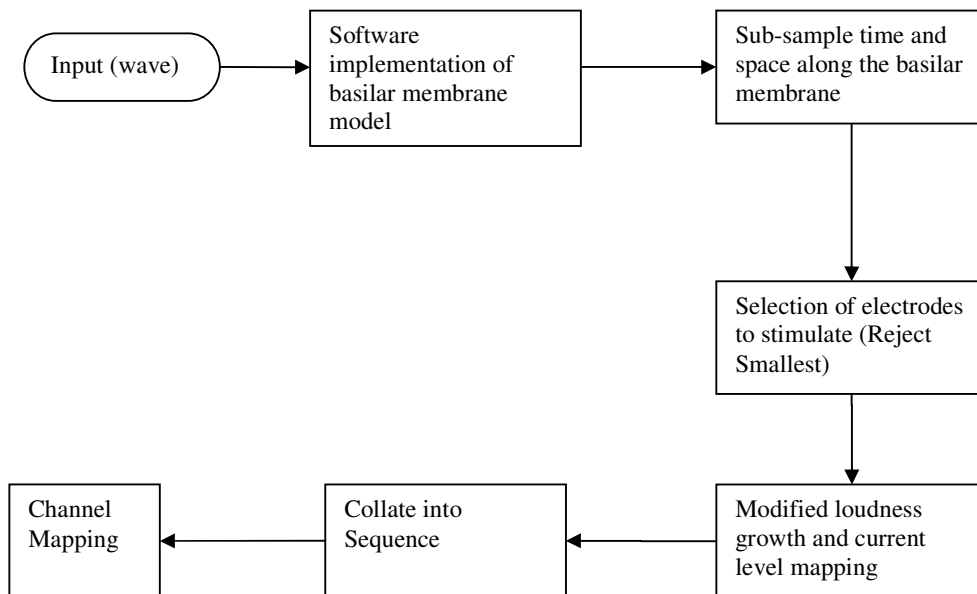 Input (wave)
Software
implementation of
basilar membrane
model
Sub-sample time and
space along the basilar
membrane
Selection of electrodes
to stimulate (Reject
Smallest)
Modified loudness
growth and current
level mapping
Collate into
Sequence
Channel
Mapping